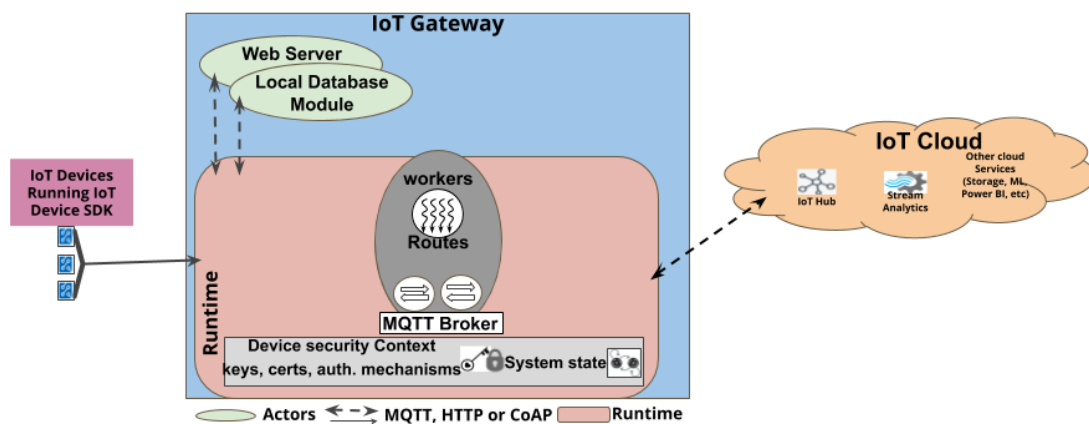 IoT Gateway
Web Server
Local Database
Module
IoT Devices
Running IoT
Device SDK
workers
Routes
MQTT Broker
Runtime
Device security Context
keys, certs, auth. mechanisms
System state
IoT Cloud
IoT Hub
Stream
Analytics
Other cloud
Services
(Storage, ML,
Power BI, etc)
Actors
MQTT, HTTP or CoAP
Runtime